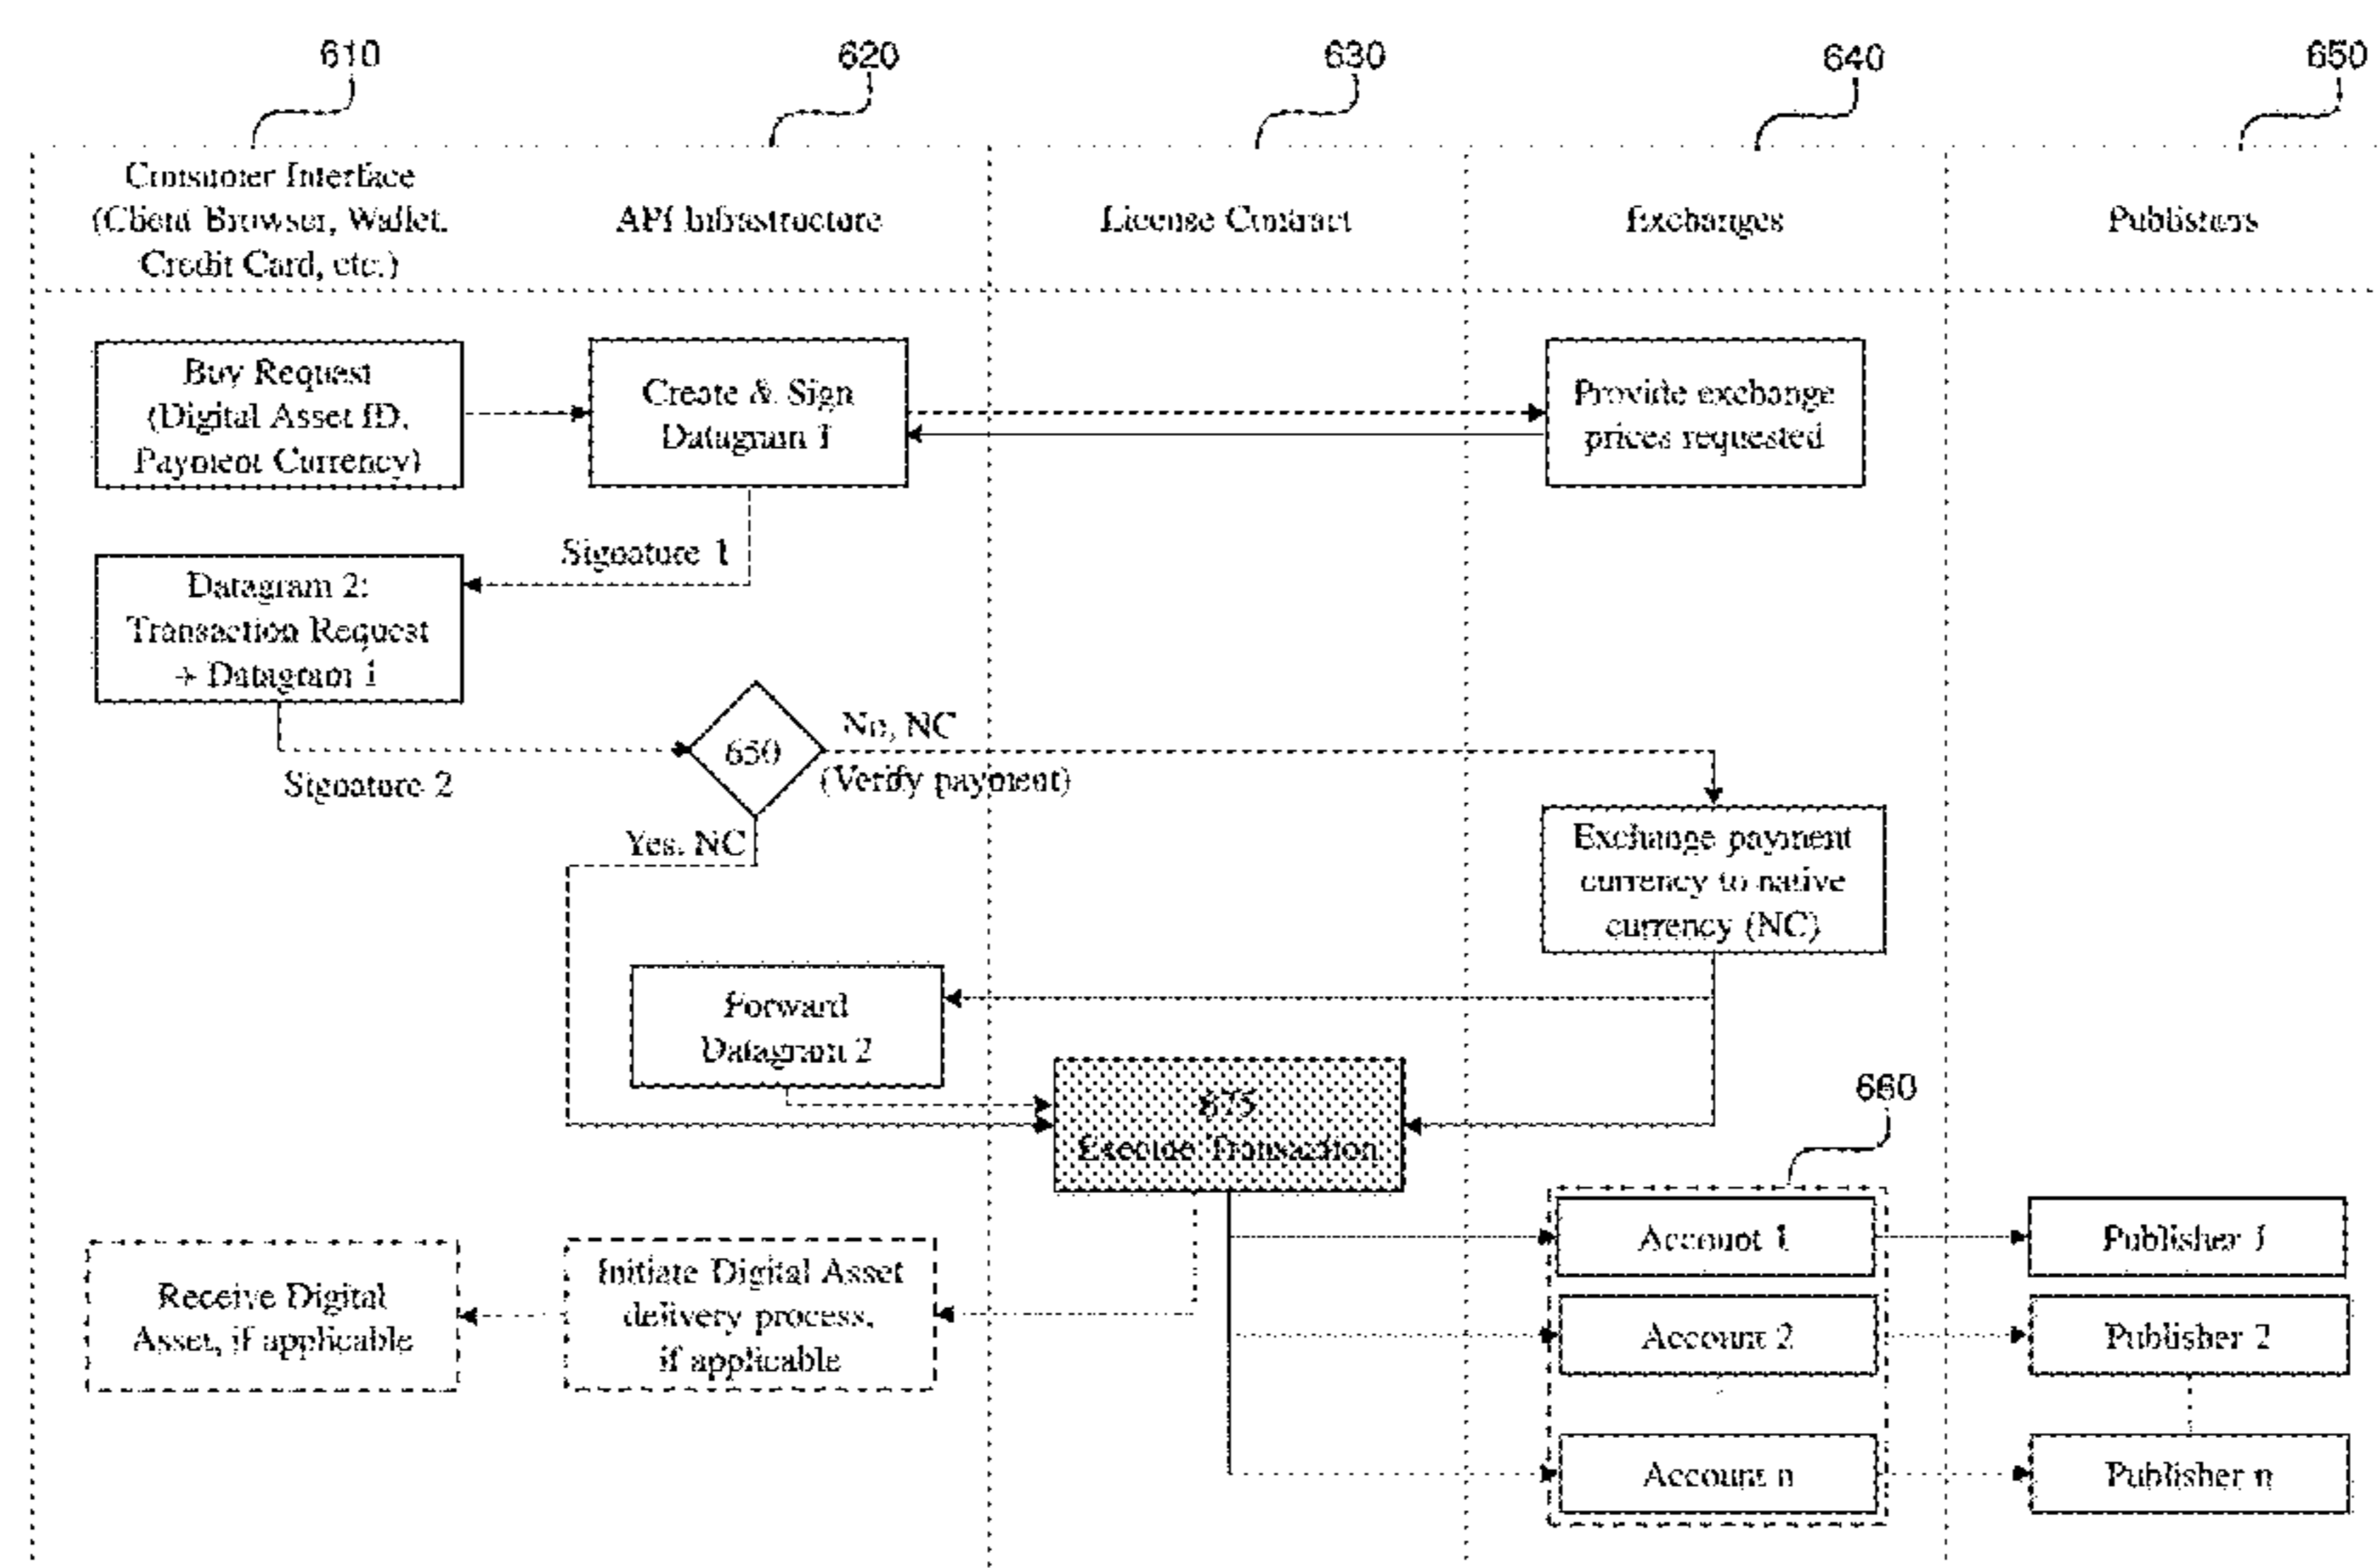 610
620
630
640
650
Consumer Interface
(Client Browser, Wallet,
Credit Card, etc.)
API Infrastructure
License Contract
Exchanges
Publishers
Buy Request
(Digital Asset ID,
Payment Currency)
Create & Sign
Datagram 1
Provide exchange
prices requested
Signature 1
Datagram 2:
Transaction Request
+ Datagram 1
Signature 2
650
No, NC
(Verify payment)
Yes, NC
Exchange payment
currency to native
currency (NC)
Forward
Datagram 2
675
Execute Transaction
660
Receive Digital
Asset, if applicable
Initiate Digital Asset
delivery process,
if applicable
Account 1
Publisher 1
Account 2
Publisher 2
Account n
Publisher n